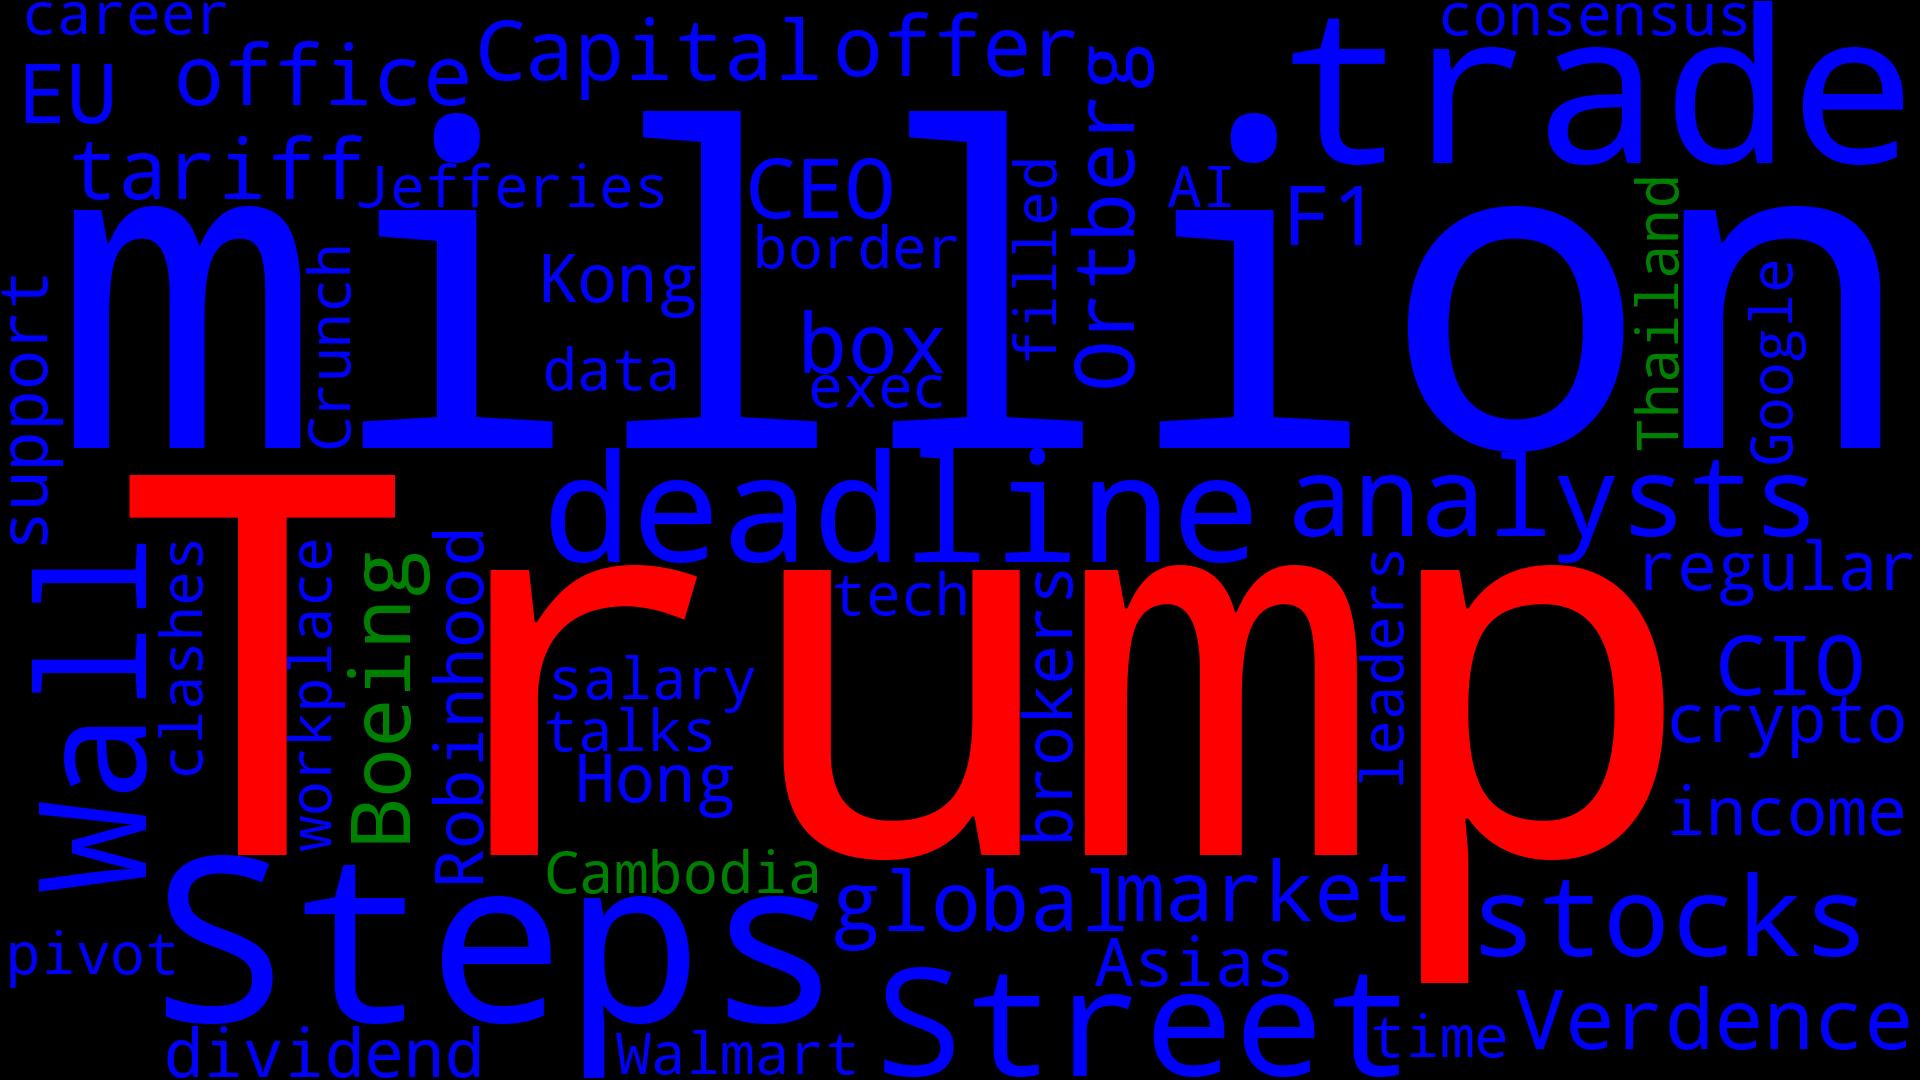 career
consensus
Capital
offer
trade
office
EU
Ortberg
tariff
Jefferies
CEO
filled
AI
F1
million
Thailand
border
Kong
Crunch
Google
support
box
data
exec
deadline
analysts
Trump
Wall
clashes
workplace
Boeing
Robinhood
tech
brokers
leaders
regular
salary
CIO
talks
crypto
Hong
income
Cambodia
Steps
global
market
stocks
pivot
Asias
Street
time
Verdence
dividend
Walmart